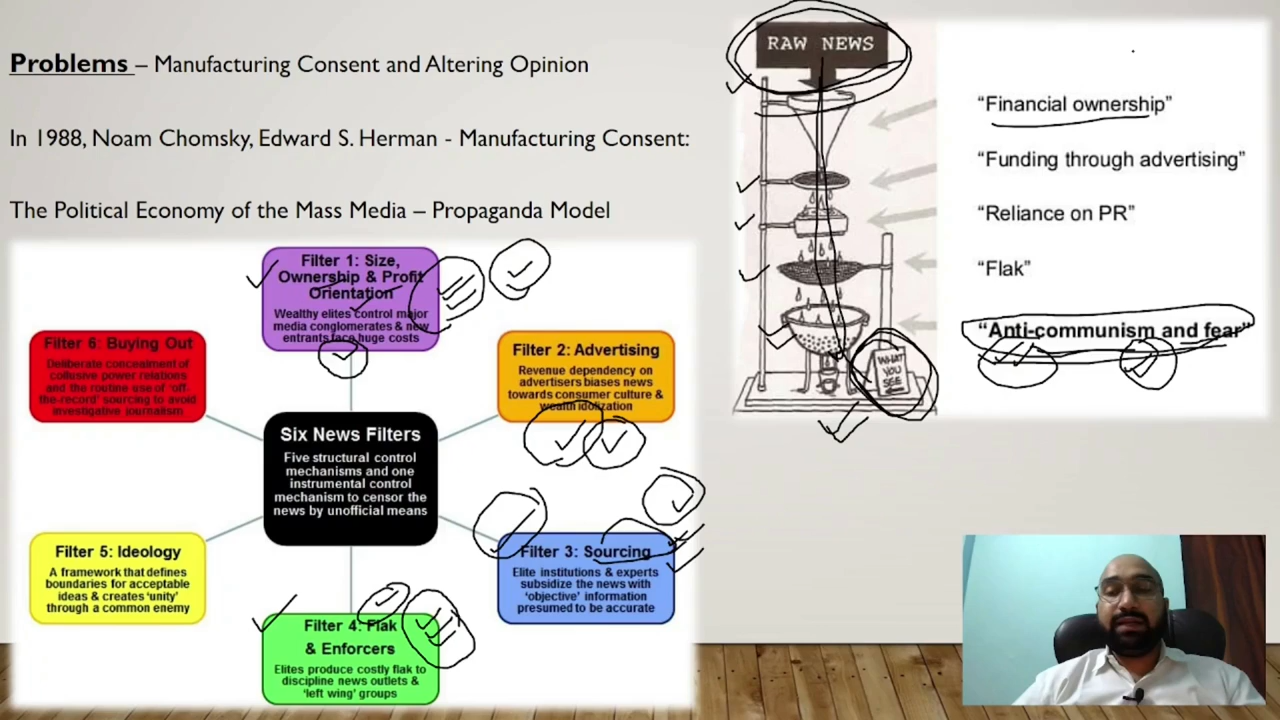 Problems – Manufacturing Consent and Altering Opinion
In 1988, Noam Chomsky, Edward S. Herman - Manufacturing Consent:
The Political Economy of the Mass Media – Propaganda Model
Filter 1: Size,
Ownership & Profit
Orientation
Wealthy elites control major
media conglomerates & new
entrants face huge costs
Filter 6: Buying Out
Deliberate concealment of
collusive power relations
and the routine use of 'off-
the-record' sourcing to avoid
investigative journalism
Filter 2: Advertising
Revenue dependency on
advertisers biases news
towards consumer culture &
wealth idolization
Six News Filters
Five structural control
mechanisms and one
instrumental control
mechanism to censor the
news by unofficial means
Filter 5: Ideology
A framework that defines
boundaries for acceptable
ideas & creates 'unity'
through a common enemy
Filter 3: Sourcing
Elite institutions & experts
subsidize the news with
'objective' information
presumed to be accurate
Filter 4: Flak
& Enforcers
Elites produce costly flak to
discipline news outlets &
'left wing' groups
RAW NEWS
WHAT
YOU
SEE
“Financial ownership”
“Funding through advertising”
“Reliance on PR”
“Flak”
“Anti-communism and fear”